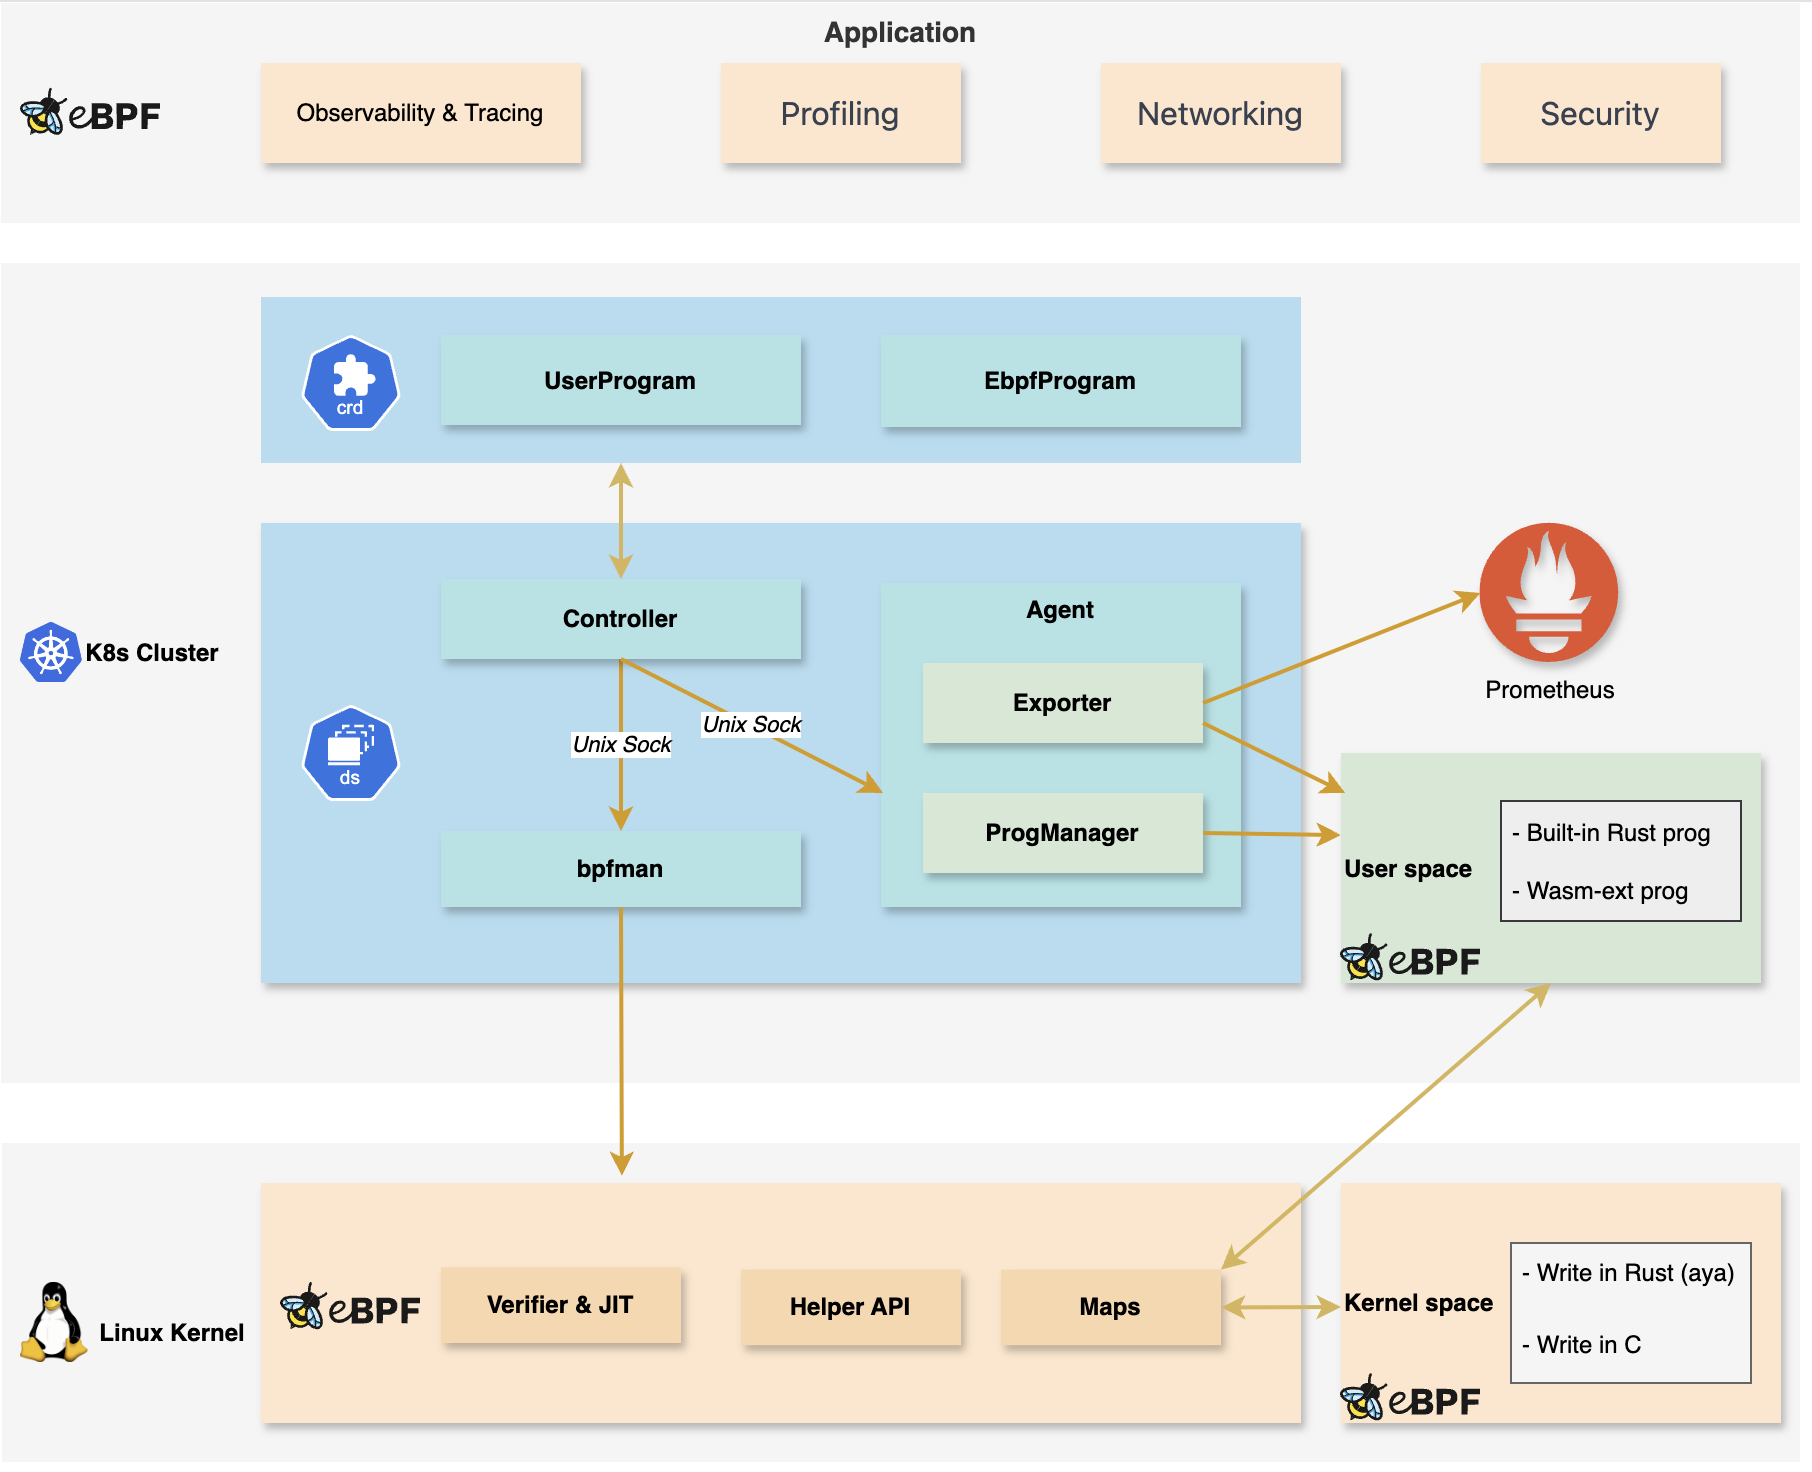 Application
eBPF
Observability & Tracing
Profiling
Networking
Security
crd
UserProgram
EbpfProgram
K8s Cluster
ds
Controller
Unix Sock
Unix Sock
bpfman
Agent
Exporter
ProgManager
Prometheus
User space
- Built-in Rust prog
- Wasm-ext prog
eBPF
Linux Kernel
eBPF
Verifier & JIT
Helper API
Maps
Kernel space
- Write in Rust (aya)
- Write in C
eBPF